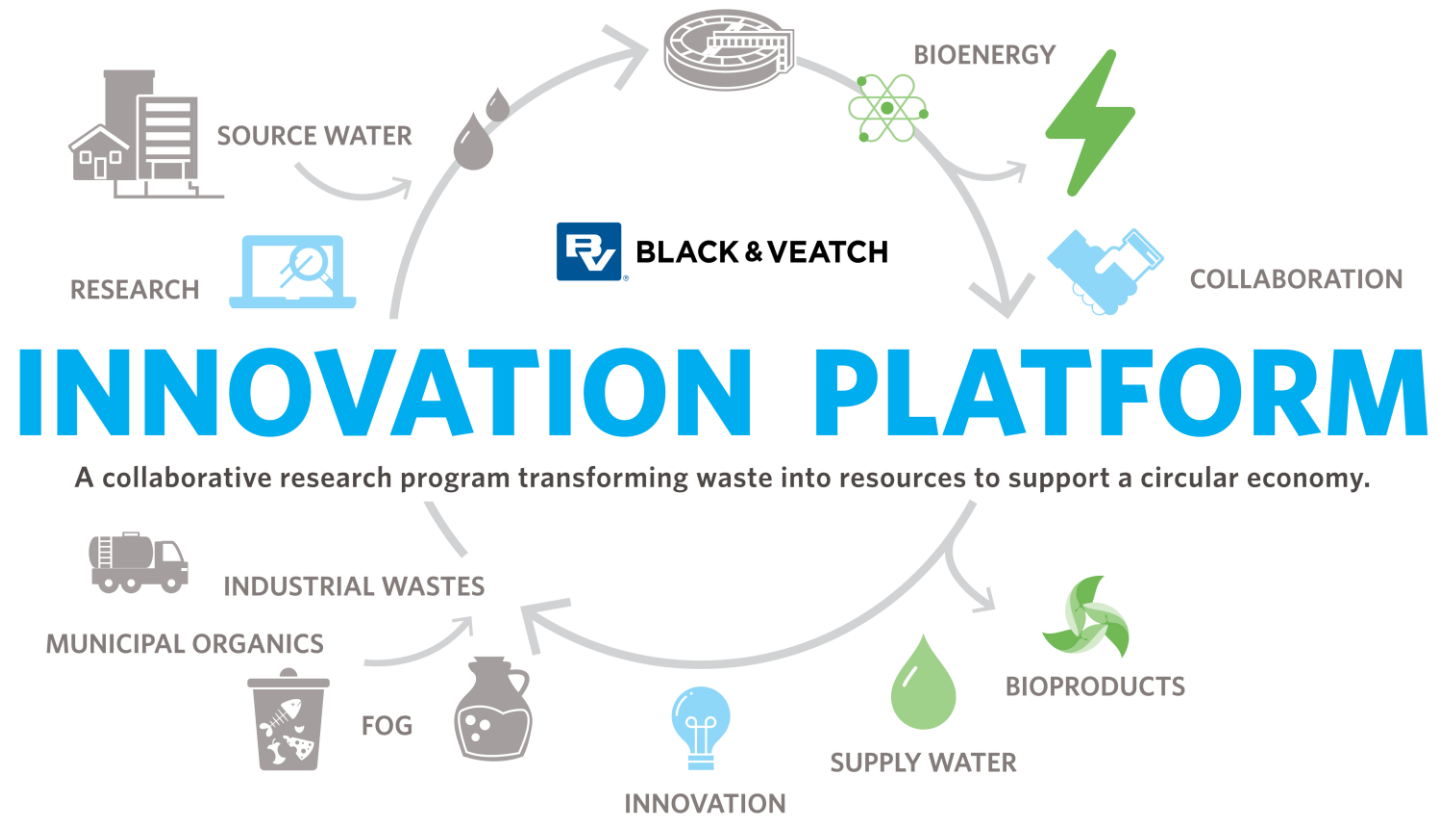 BIOENERGY
SOURCE WATER
BV® BLACK & VEATCH
RESEARCH
COLLABORATION
INNOVATION PLATFORM
A collaborative research program transforming waste into resources to support a circular economy.
INDUSTRIAL WASTES
MUNICIPAL ORGANICS
BIOPRODUCTS
FOG
SUPPLY WATER
INNOVATION